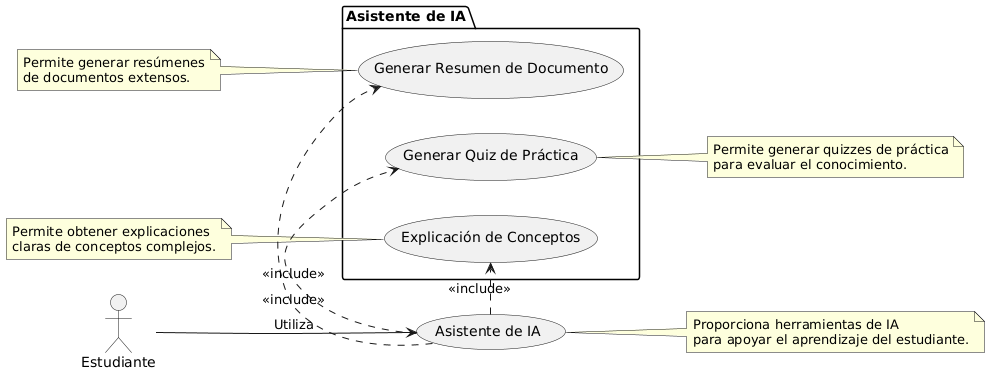 Asistente de IA
Permite generar resúmenes
de documentos extensos.
Generar Resumen de Documento
Generar Quiz de Práctica
Permite generar quizzes de práctica
para evaluar el conocimiento.
Permite obtener explicaciones
claras de conceptos complejos.
Explicación de Conceptos
«include»
«include»
«include»
Utiliza
Estudiante
Asistente de IA
Proporciona herramientas de IA
para apoyar el aprendizaje del estudiante.